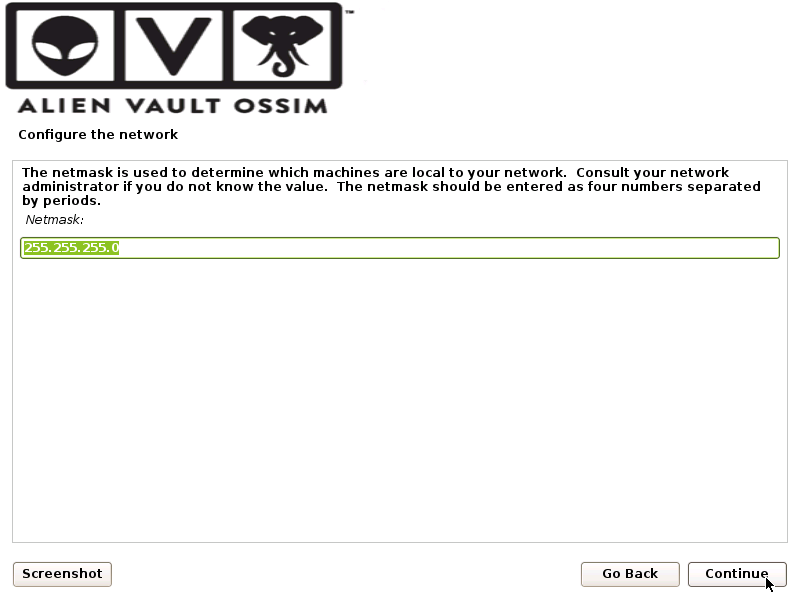 ™
ALIEN VAULT OSSIM
Configure the network
The netmask is used to determine which machines are local to your network.  Consult your network
administrator if you do not know the value.  The netmask should be entered as four numbers separated
by periods.
Netmask:
255.255.255.0
Screenshot
Go Back
Continue